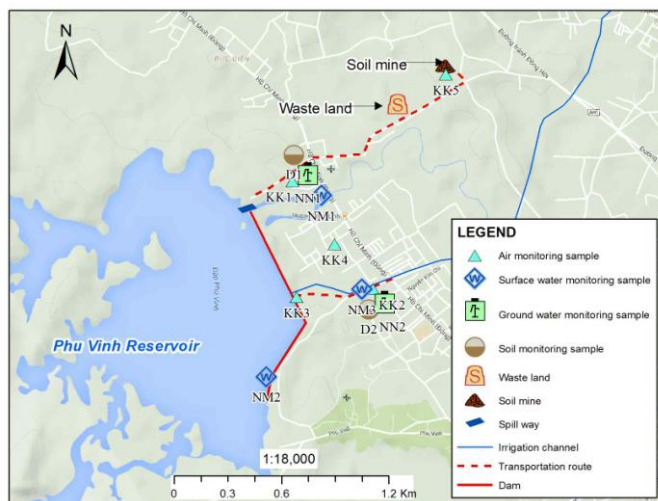 N
Soil mine
KK5
Waste land
S
D1
KK1
NN1
W
NM1
KK4
KK3
W
NM3
KK2
D2
NN2
Phu Vinh Reservoir
W
NM2
1:18,000
0 0.3 0.6 1.2 Km
LEGEND
Air monitoring sample
W Surface water monitoring sample
Ground water monitoring sample
Soil monitoring sample
S Waste land
Soil mine
Spill way
Irrigation channel
Transportation route
Dam